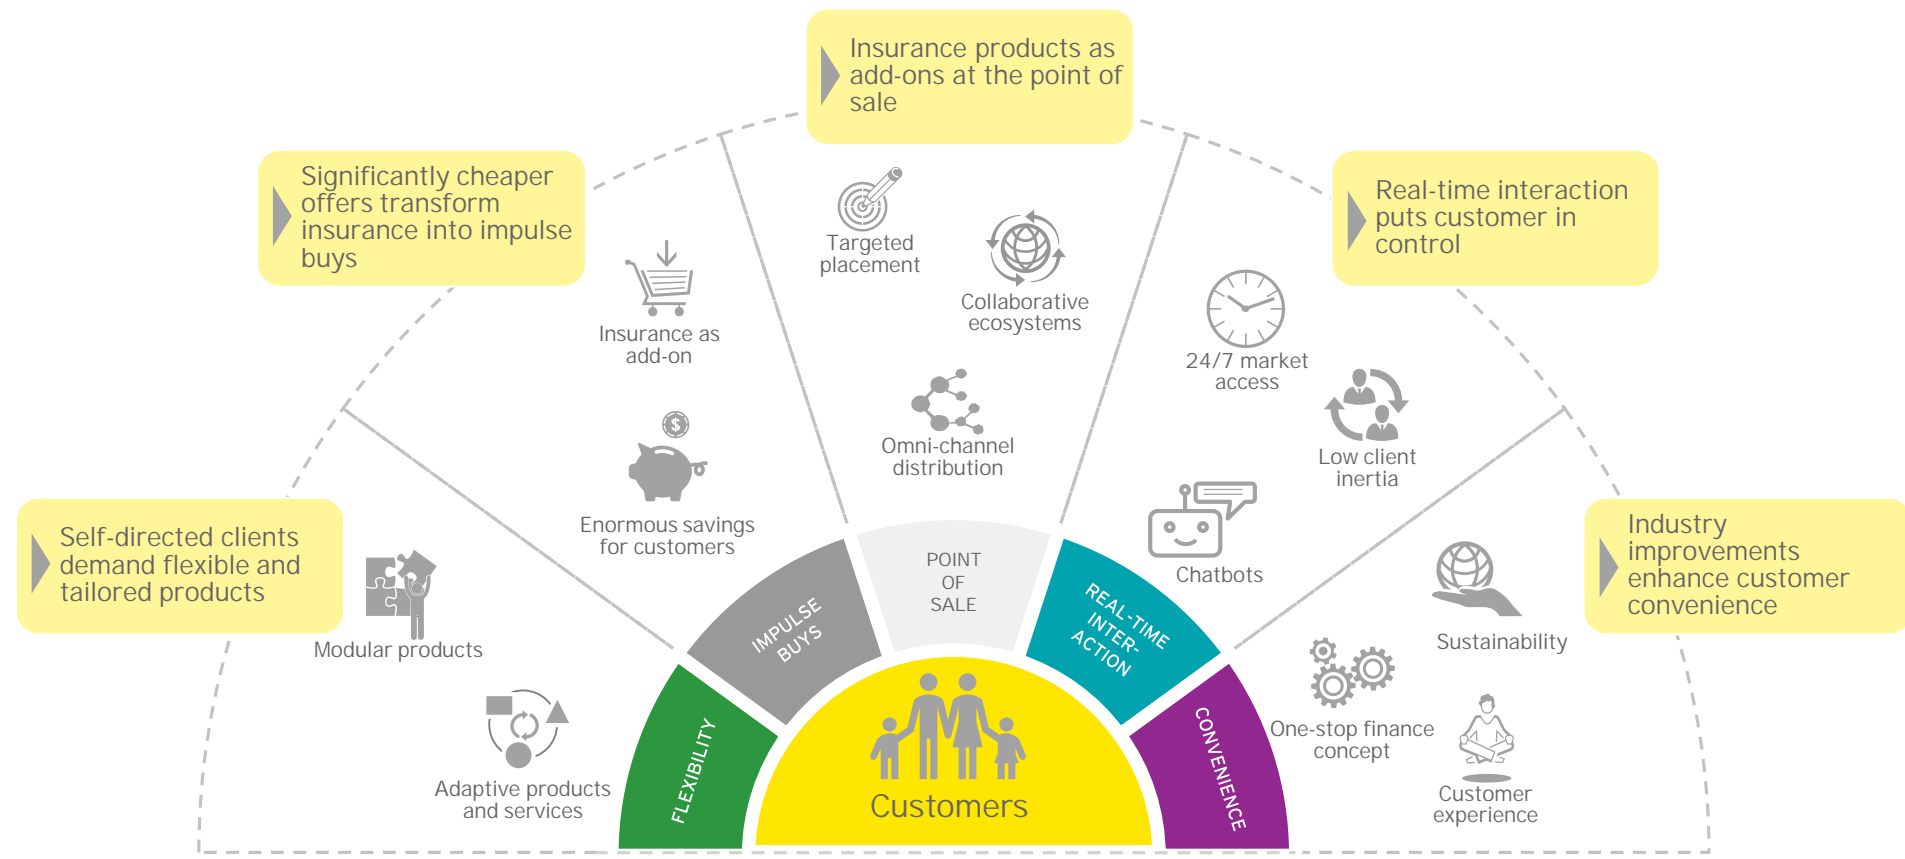 Insurance products as
add-ons at the point of
sale
Significantly cheaper
offers transform
insurance into impulse
buys
Real-time interaction
puts customer in
control
Self-directed clients
demand flexible and
tailored products
Industry
improvements
enhance customer
convenience
Modular products
Adaptive products
and services
Insurance as
add-on
$
Enormous savings
for customers
Targeted
placement
Collaborative
ecosystems
Omni-channel
distribution
24/7 market
access
Low client
inertia
Chatbots
Sustainability
One-stop finance
concept
Customer
experience
FLEXIBILITY
IMPULSE
BUYS
POINT
OF
SALE
REAL-TIME
INTER-
ACTION
CONVENIENCE
Customers